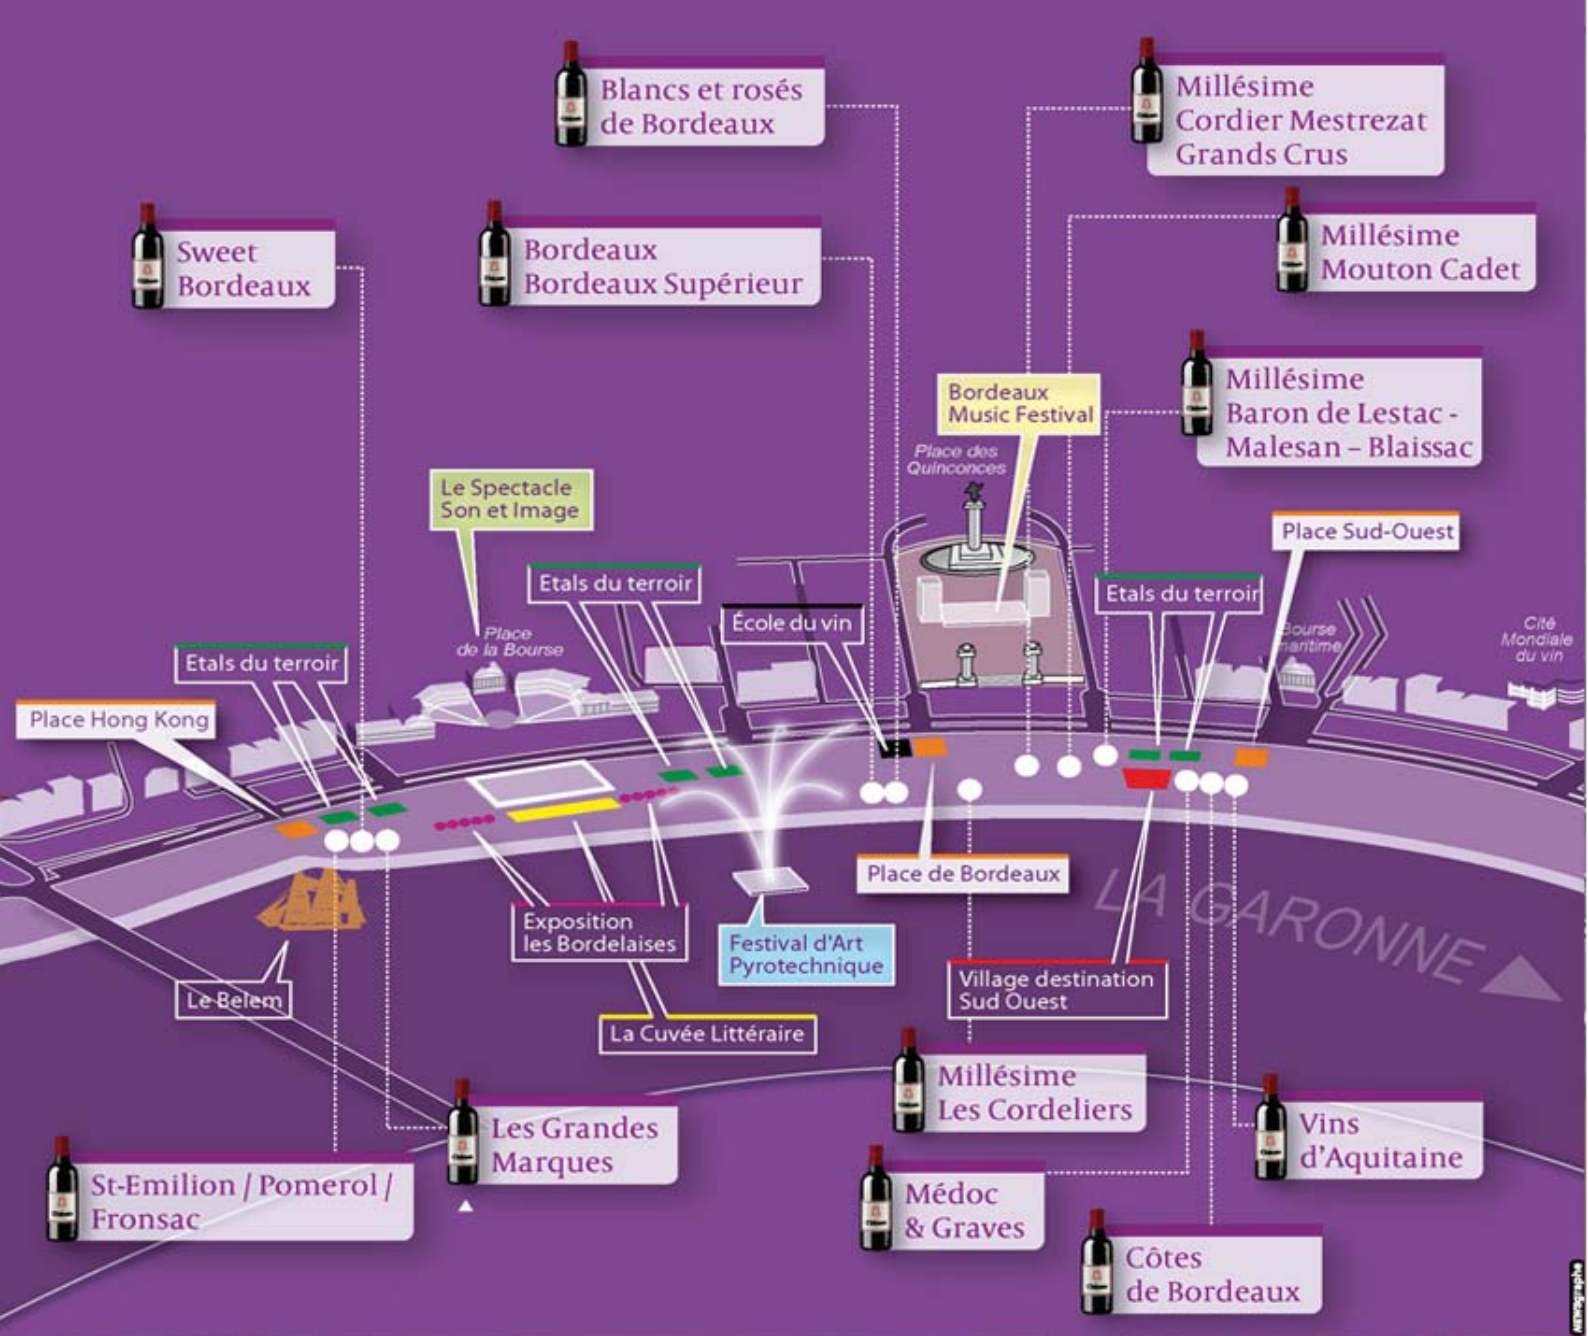 Blancs et rosés
de Bordeaux
Millésime
Cordier Mestrezat
Grands Crus
Sweet
Bordeaux
Bordeaux
Bordeaux Supérieur
Millésime
Mouton Cadet
Millésime
Baron de Lestac -
Malesan – Blaissac
Bordeaux
Music Festival
Place des
Quinconces
Le Spectacle
Son et Image
Place Sud-Ouest
Etals du terroir
Etals du terroir
École du vin
Place
de la Bourse
Bourse
maritime
Cité
Mondiale
du vin
Etals du terroir
Place Hong Kong
Place de Bordeaux
LA GARONNE
Exposition
les Bordelaises
Festival d'Art
Pyrotechnique
Village destination
Sud Ouest
Le Belem
La Cuvée Littéraire
Millésime
Les Cordeliers
Les Grandes
Marques
Vins
d'Aquitaine
St-Emilion / Pomerol /
Fronsac
Médoc
& Graves
Côtes
de Bordeaux